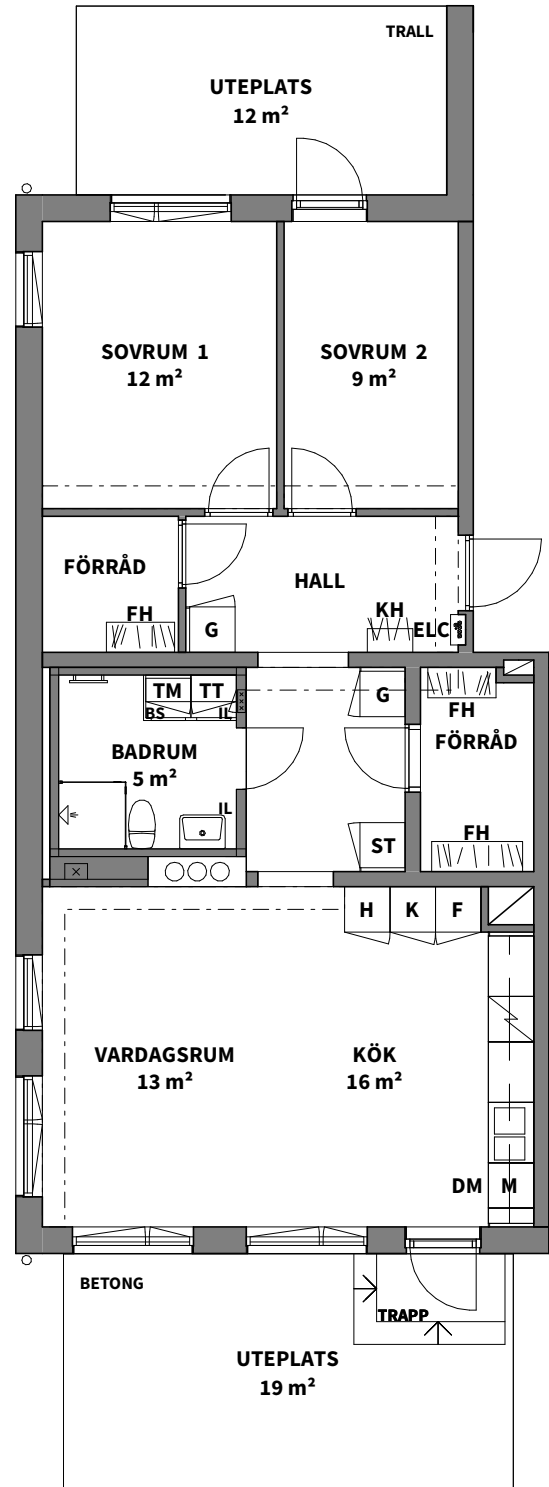 TRALL
UTEPLATS
12 m²
SOVRUM 1
12 m²
SOVRUM 2
9 m²
FÖRRÅD
FH
HALL
G
KH
ELC
TM
TT
BS
IL
BADRUM
5 m²
IL
G
FH
FÖRRÅD
FH
ST
H
K
F
VARDAGSRUM
13 m²
KÖK
16 m²
DM
M
BETONG
TRAPP
UTEPLATS
19 m²